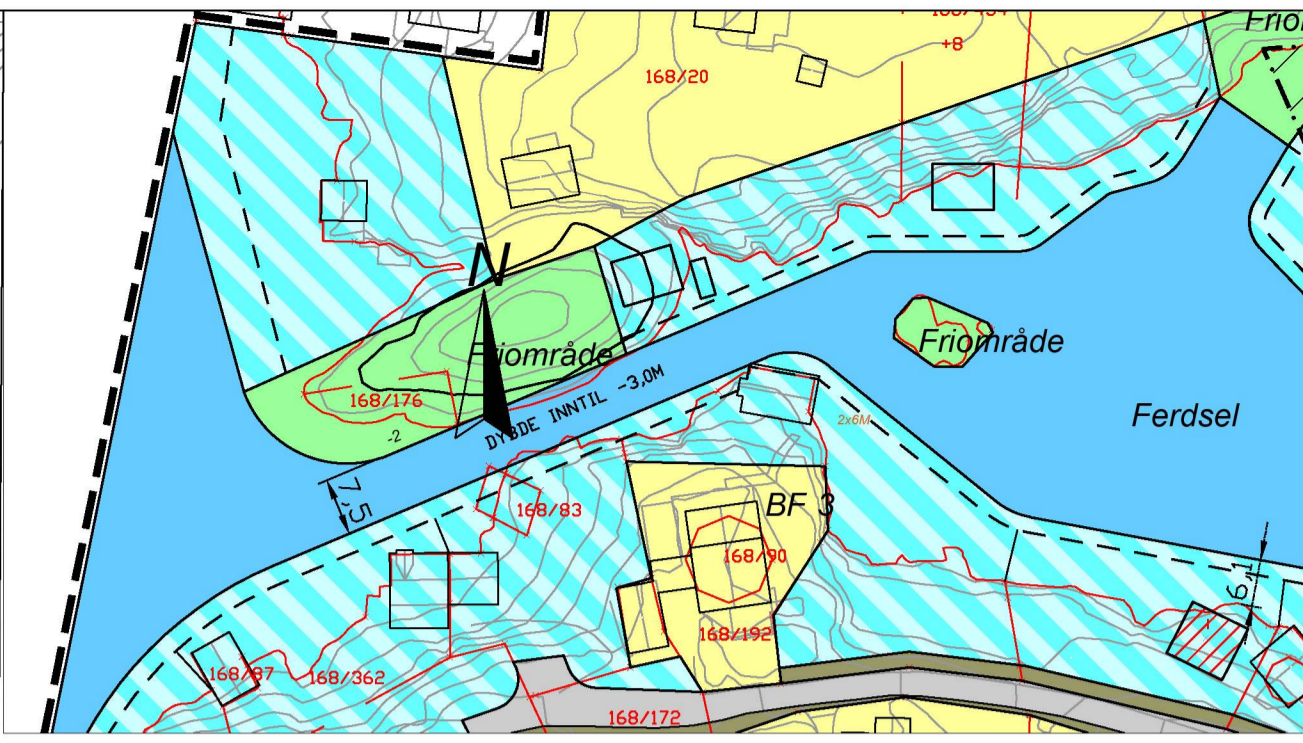 Friom
+8
168/20
N
Friområde
Friområde
-3,0M
DYBDE INNTIL
168/176
-2
Ferdsel
2x6M
7,5
168/83
BF 3
168/90
6,1
168/192
168/87
168/362
168/172